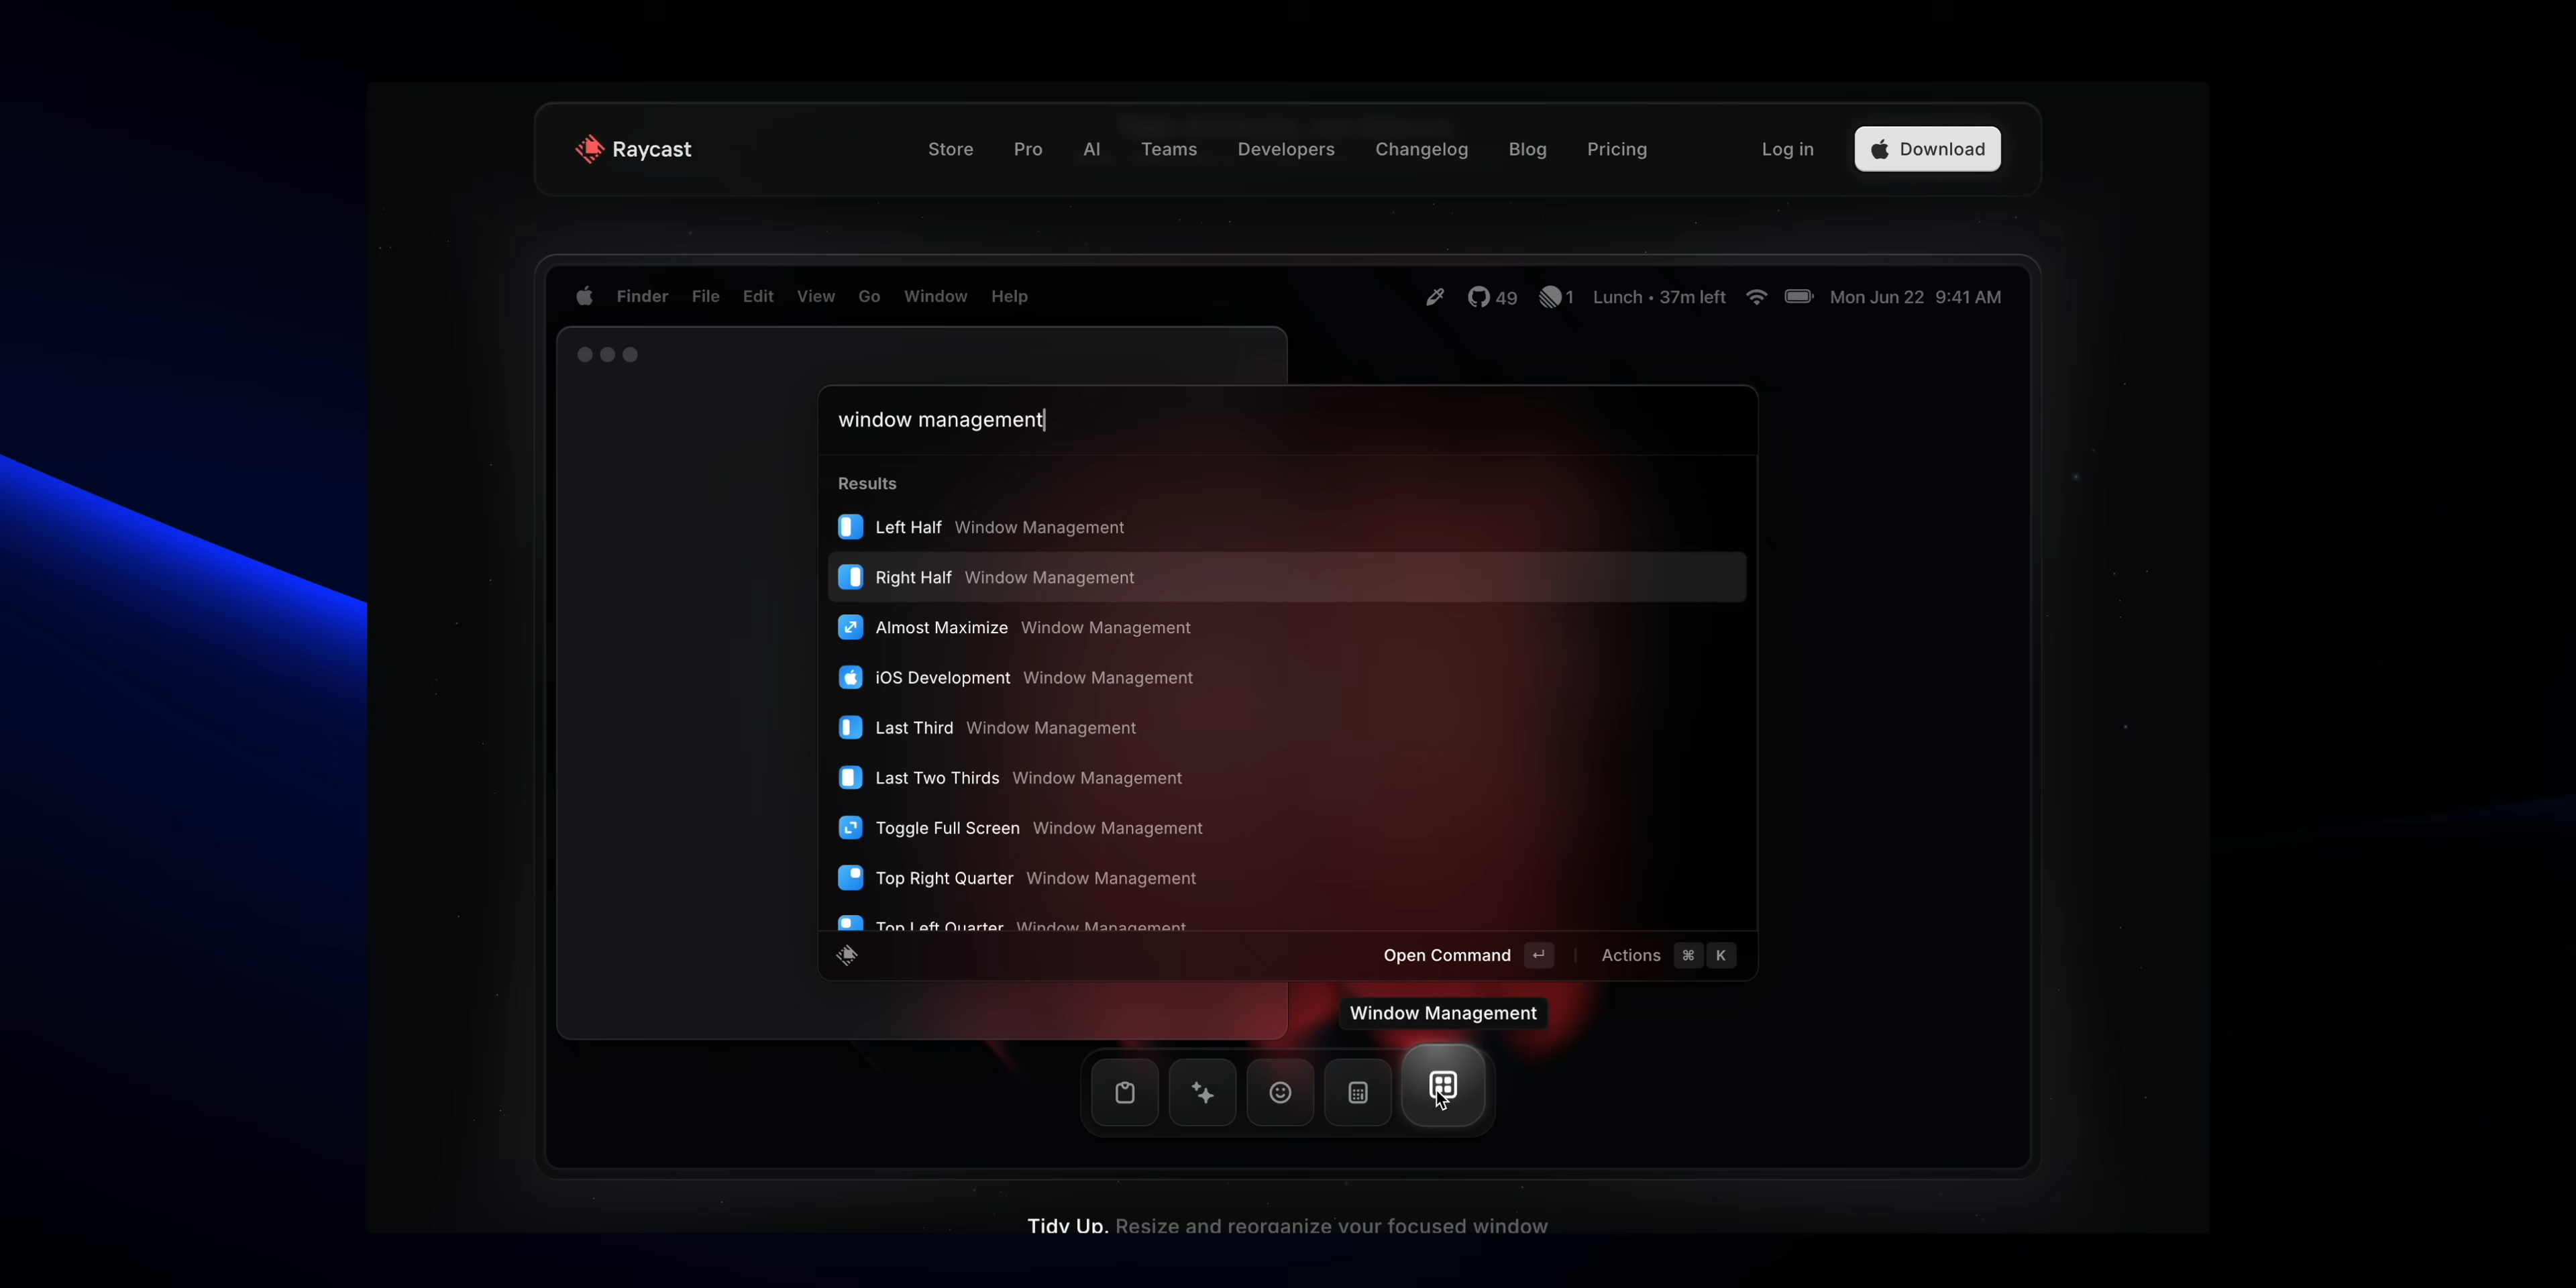 Raycast Store Pro AI Teams Developers Changelog Blog Pricing Log in Download
Finder File Edit View Go Window Help 49 1 Lunch • 37m left Mon Jun 22 9:41 AM
window management
Results
Left Half Window Management
Right Half Window Management
Almost Maximize Window Management
iOS Development Window Management
Last Third Window Management
Last Two Thirds Window Management
Toggle Full Screen Window Management
Top Right Quarter Window Management
Top Left Quarter Window Management
Open Command ↵ | Actions ⌘ K
Window Management
Tidy Up. Resize and reorganize your focused window